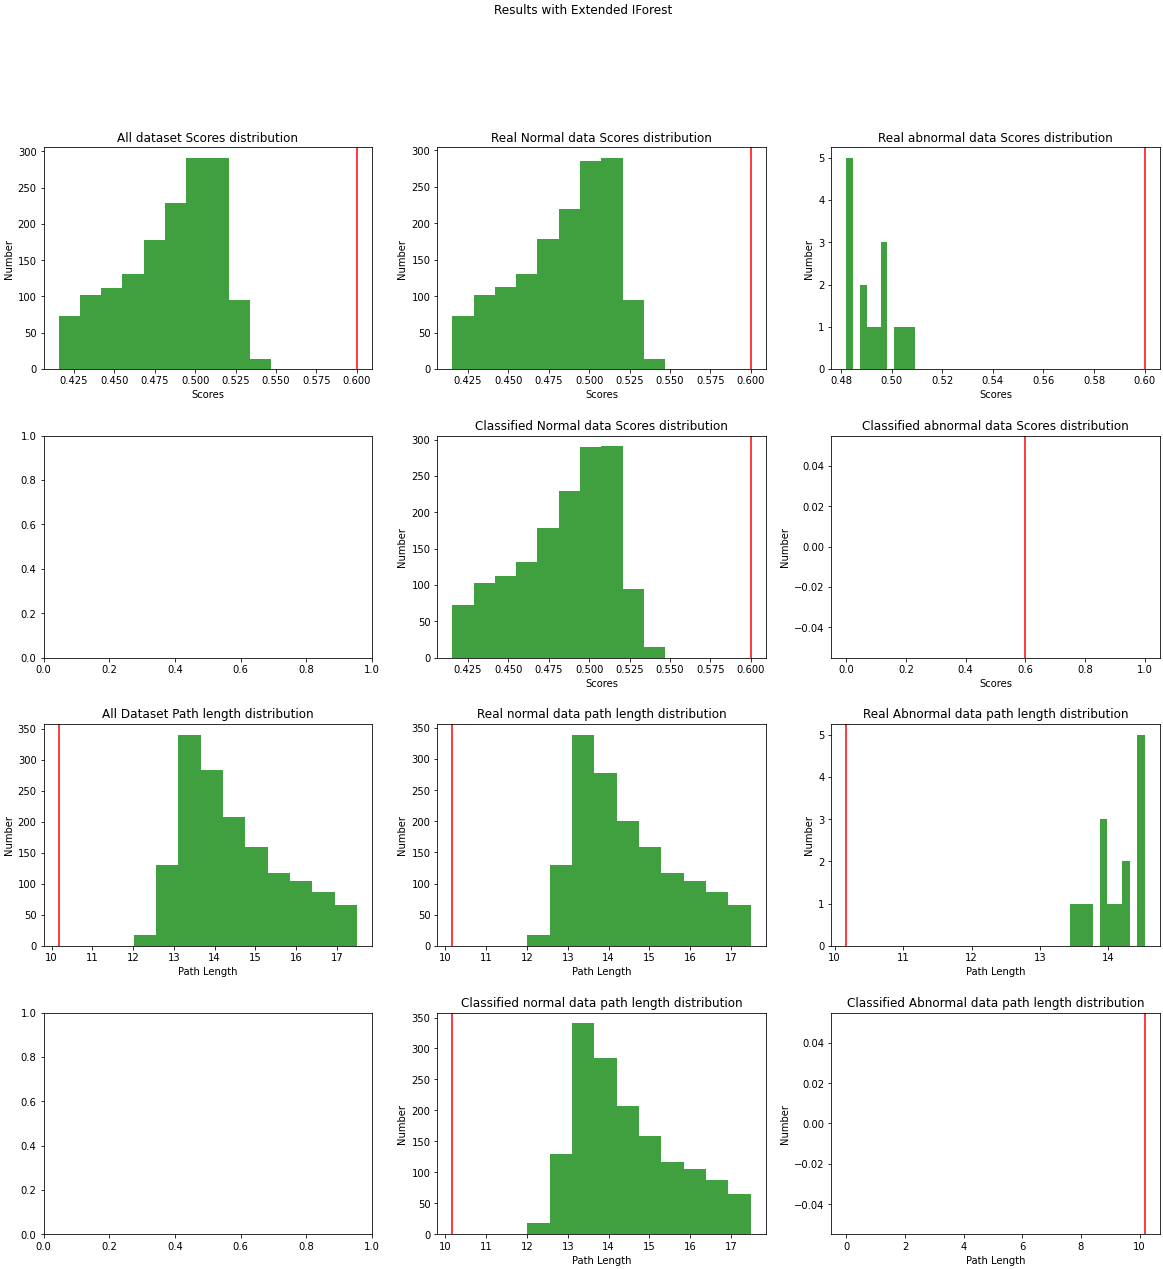 Results with Extended IForest
All dataset Scores distribution
Number
300
250
200
150
100
50
0
0.425 0.450 0.475 0.500 0.525 0.550 0.575 0.600
Scores
Real Normal data Scores distribution
Number
300
250
200
150
100
50
0
0.425 0.450 0.475 0.500 0.525 0.550 0.575 0.600
Scores
Real abnormal data Scores distribution
Number
5
4
3
2
1
0
0.48 0.50 0.52 0.54 0.56 0.58 0.60
Scores
1.0
0.8
0.6
0.4
0.2
0.0
0.0 0.2 0.4 0.6 0.8 1.0
Classified Normal data Scores distribution
Number
300
250
200
150
100
50
0
0.425 0.450 0.475 0.500 0.525 0.550 0.575 0.600
Scores
Classified abnormal data Scores distribution
Number
0.04
0.02
0.00
−0.02
−0.04
0.0 0.2 0.4 0.6 0.8 1.0
Scores
All Dataset Path length distribution
Number
350
300
250
200
150
100
50
0
10 11 12 13 14 15 16 17
Path Length
Real normal data path length distribution
Number
350
300
250
200
150
100
50
0
10 11 12 13 14 15 16 17
Path Length
Real Abnormal data path length distribution
Number
5
4
3
2
1
0
10 11 12 13 14
Path Length
1.0
0.8
0.6
0.4
0.2
0.0
0.0 0.2 0.4 0.6 0.8 1.0
Classified normal data path length distribution
Number
350
300
250
200
150
100
50
0
10 11 12 13 14 15 16 17
Path Length
Classified Abnormal data path length distribution
Number
0.04
0.02
0.00
−0.02
−0.04
0 2 4 6 8 10
Path Length